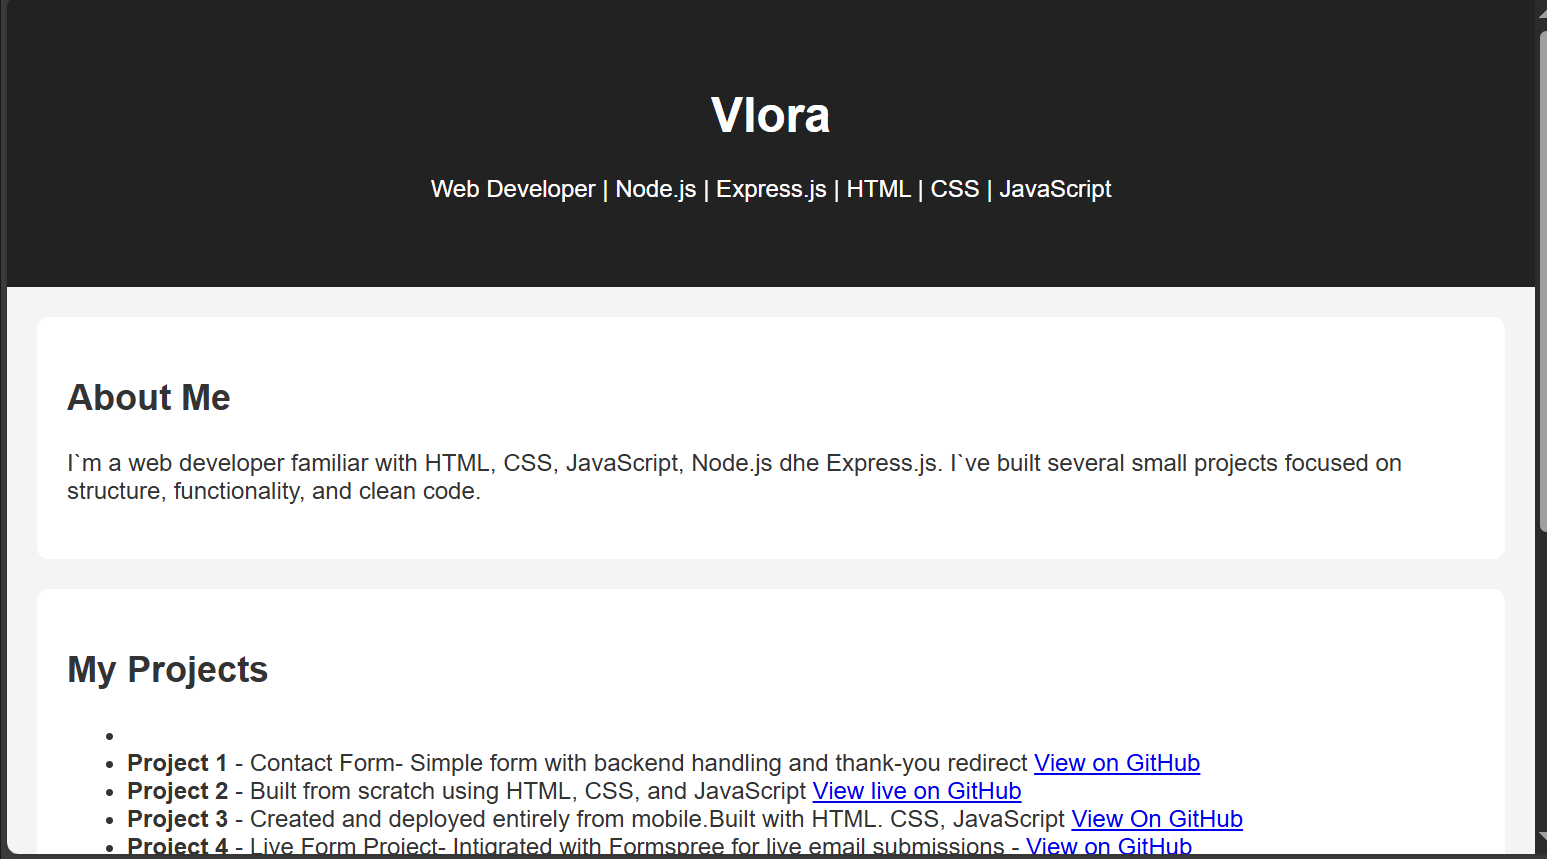 Vlora
Web Developer | Node.js | Express.js | HTML | CSS | JavaScript
About Me
I`m a web developer familiar with HTML, CSS, JavaScript, Node.js dhe Express.js. I`ve built several small projects focused on
structure, functionality, and clean code.
My Projects
Project 1 - Contact Form- Simple form with backend handling and thank-you redirect View on GitHub
Project 2 - Built from scratch using HTML, CSS, and JavaScript View live on GitHub
Project 3 - Created and deployed entirely from mobile.Built with HTML. CSS, JavaScript View On GitHub
Project 4 - Live Form Project- Intigrated with Formspree for live email submissions - View on GitHub